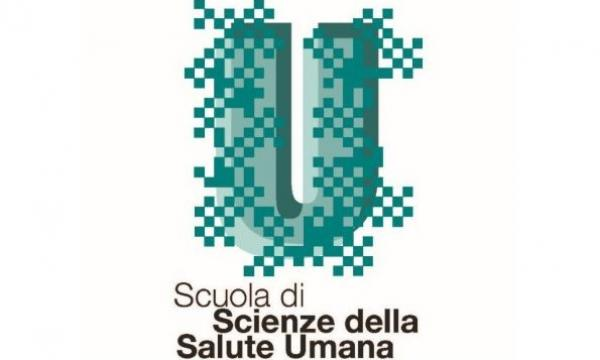 U
Scuola di
Scienze della
Salute Umana